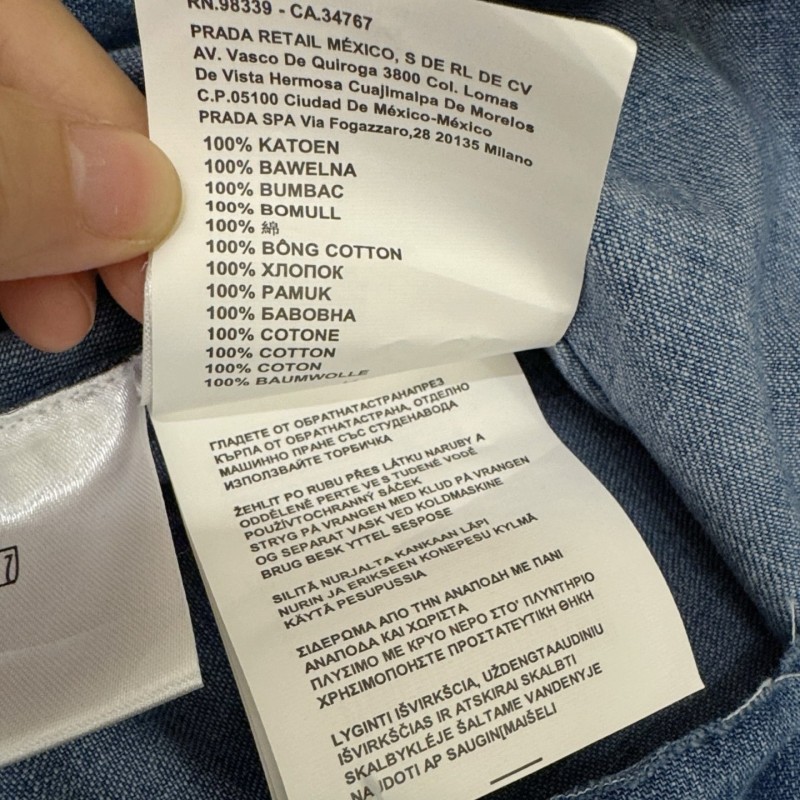 RN.98339 - CA.34767
PRADA RETAIL MÉXICO, S DE RL DE CV
AV. Vasco De Quiroga 3800 Col. Lomas
De Vista Hermosa Cuajlmalpa De Morelos
C.P.05100 Ciudad De México-México
PRADA SPA Via Fogazzaro,28 20135 Milano
100% KATOEN
100% BAWELNA
100% BUMBAC
100% BOMULL
100% 綿
100% BÔNG COTTON
100% ХЛОПОК
100% PAMUK
100% БАВОВНА
100% COTONE
100% COTTON
100% COTON
100% BAUMWOLLE
ГЛАДЕТЕ ОТ ОБРАТНАТАСТРАНАПРЕЗ
КЪРПА ОТ ОБРАТНАТАСТРАНА, ОТДЕЛНО
МАШИННО ПРАНЕ СЪС СТУДЕНАВОДА
ИЗПОЛЗВАЙТЕ ТОРБИЧКА
ŽEHLIT PO RUBU PŘES LÁTKU NARUBY A
ODDĚLENĚ PERTE VE STUDENÉ VODĚ
POUŽÍVTOCHRANNÝ SÁČEK
STRYG PÅ VRANGEN MED KLUD PÅ VRANGEN
OG SEPARAT VASK VED KOLDMASKINE
BRUG BESK YTTEL SESPOSE
SILITÄ NURJALTA KANKAAN LÄPI
NURIN JA ERIKSEEN KONEPESU KYLMÄ
KÄYTÄ PESUPUSSIA
ΣΙΔΕΡΩΜΑ ΑΠΟ ΤΗΝ ΑΝΑΠΟΔΗ ΜΕ ΠΑΝΙ
ΑΝΑΠΟΔΑ ΚΑΙ ΧΩΡΙΣΤΑ
ΠΛΥΣΙΜΟ ΜΕ ΚΡΥΟ ΝΕΡΟ ΣΤΟ' ΠΛΥΝΤΗΡΙΟ
ΧΡΗΣΙΜΟΠΟΙΗΣΤΕ ΠΡΟΣΤΑΤΕΥΤΙΚΗ ΘΗΚΗ
LYGINTI IŠVIRKŠČIA, UŽDENGTAAUDINIU
IŠVIRKŠČIAS IR ATSKIRAI SKALBTI
SKALBYKLĖJE ŠALTAME VANDENYJE
NAUDOTI AP SAUGIN[MAIŠELI